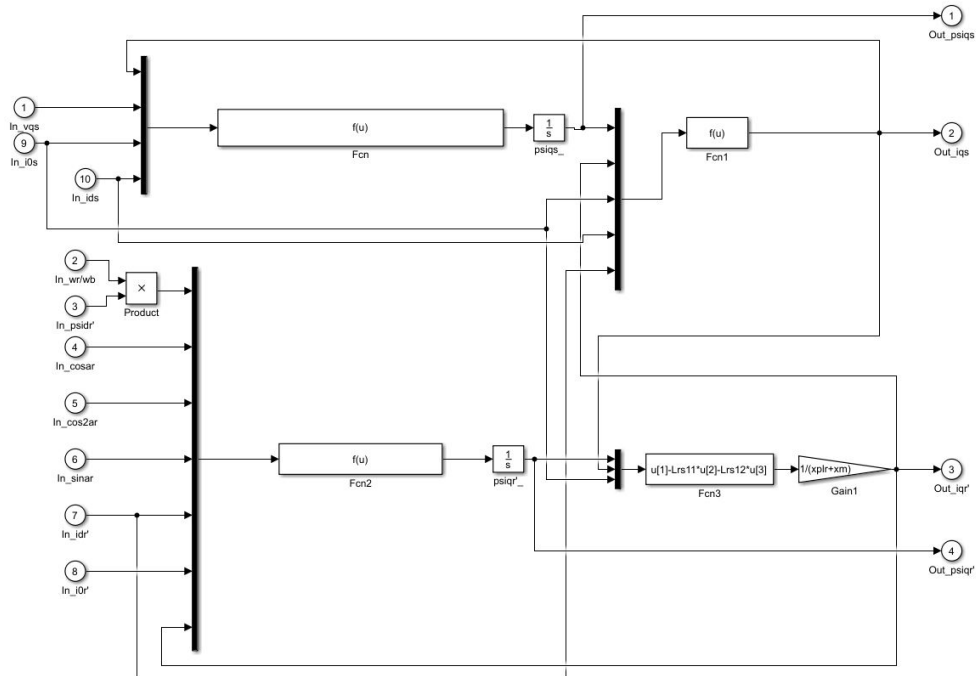 1
Out_psiqs
1
In_vqs
9
In_i0s
10
In_ids
f(u)
Fcn
1
s
psiqs_
f(u)
Fcn1
2
Out_iqs
2
In_wr/wb
3
In_psidr'
×
Product
4
In_cosar
5
In_cos2ar
6
In_sinar
7
In_idr'
8
In_i0r'
f(u)
Fcn2
1
s
psiqr'_
u[1]-Lrs11*u[2]-Lrs12*u[3]
Fcn3
1/(xplr+xm)
Gain1
3
Out_iqr'
4
Out_psiqr'